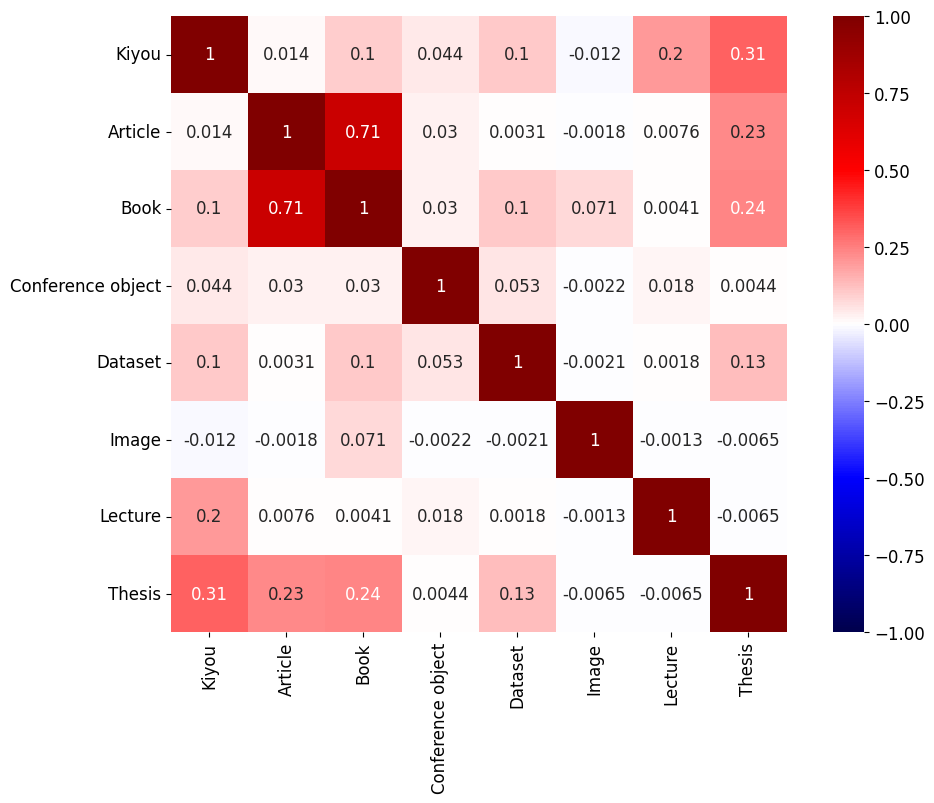 Kiyou 1 0.014 0.1 0.044 0.1 -0.012 0.2 0.31
Article 0.014 1 0.71 0.03 0.0031 -0.0018 0.0076 0.23
Book 0.1 0.71 1 0.03 0.1 0.071 0.0041 0.24
Conference object 0.044 0.03 0.03 1 0.053 -0.0022 0.018 0.0044
Dataset 0.1 0.0031 0.1 0.053 1 -0.0021 0.0018 0.13
Image -0.012 -0.0018 0.071 -0.0022 -0.0021 1 -0.0013 -0.0065
Lecture 0.2 0.0076 0.0041 0.018 0.0018 -0.0013 1 -0.0065
Thesis 0.31 0.23 0.24 0.0044 0.13 -0.0065 -0.0065 1
Kiyou Article Book Conference object Dataset Image Lecture Thesis
1.00
0.75
0.50
0.25
0.00
−0.25
−0.50
−0.75
−1.00